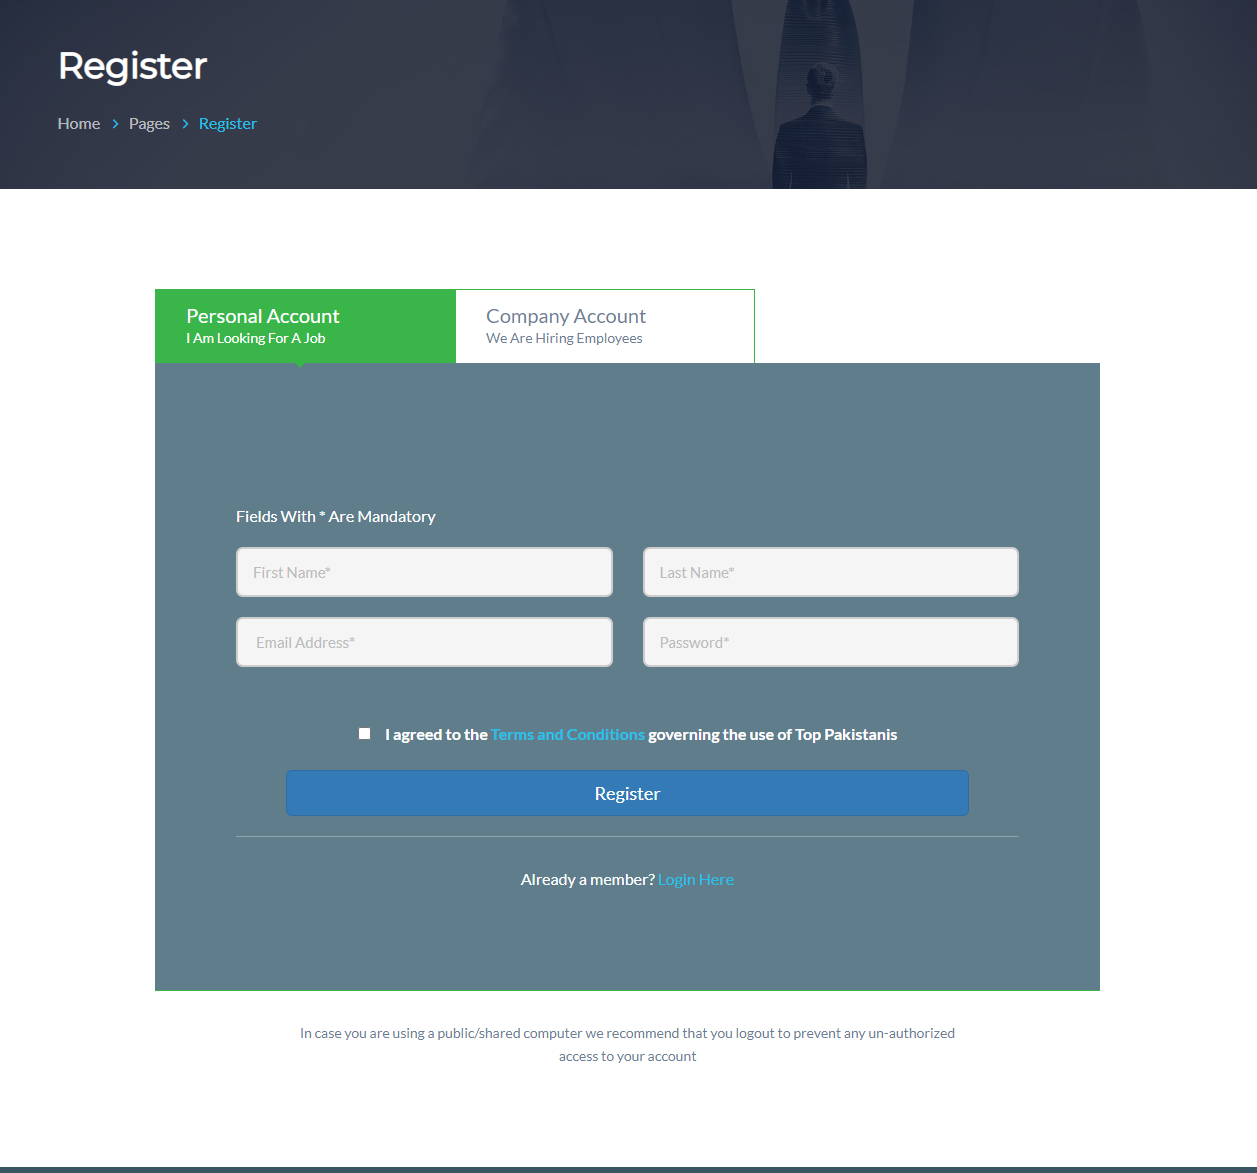 Register
Home > Pages > Register
Personal Account
I Am Looking For A Job
Company Account
We Are Hiring Employees
Fields With * Are Mandatory
First Name*
Last Name*
Email Address*
Password*
I agreed to the Terms and Conditions governing the use of Top Pakistanis
Register
Already a member? Login Here
In case you are using a public/shared computer we recommend that you logout to prevent any un-authorized
access to your account